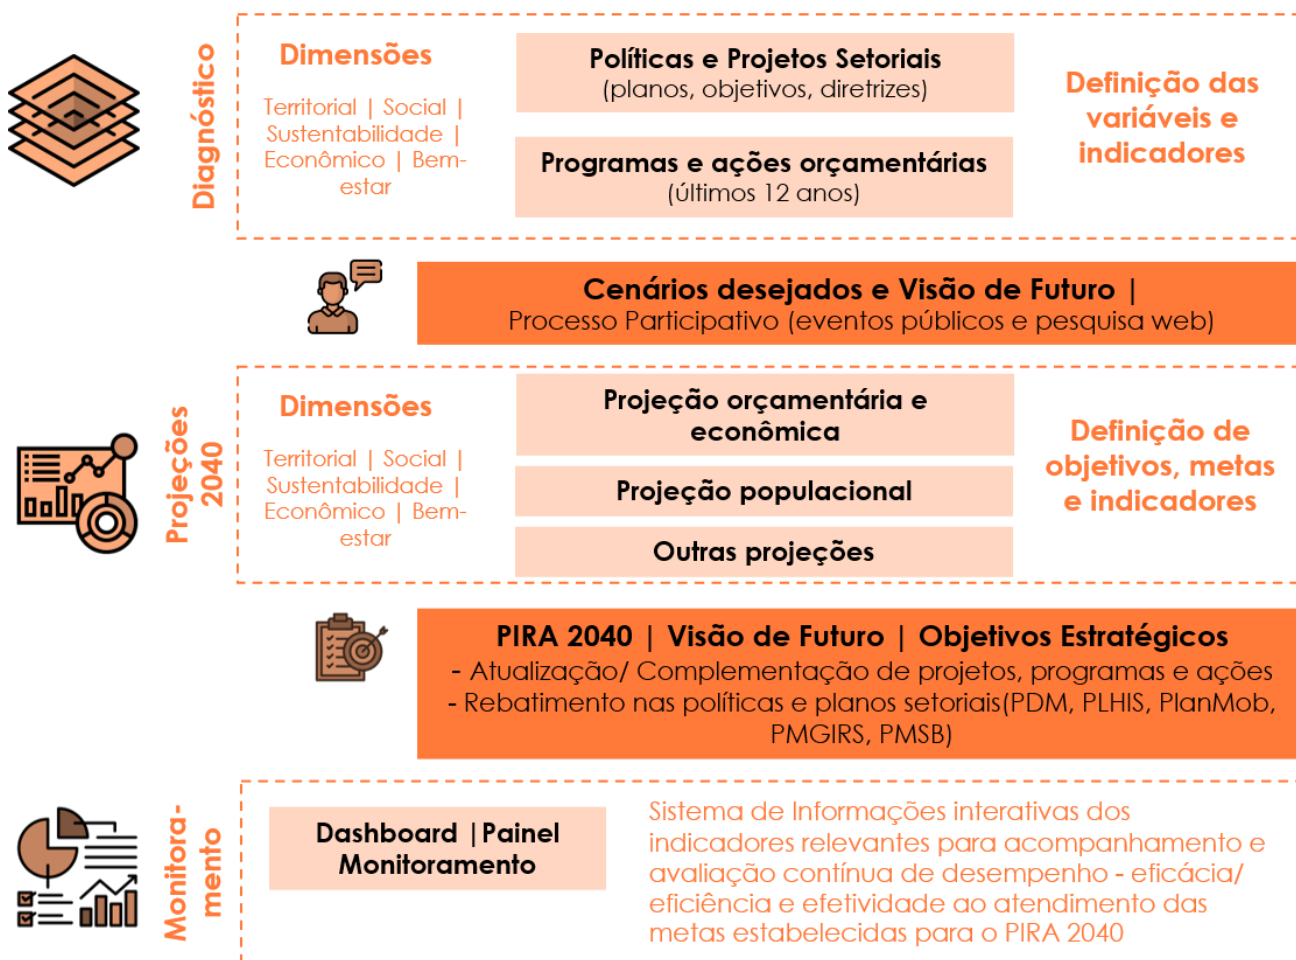 Diagnóstico
Dimensões
Territorial | Social |
Sustentabilidade |
Econômico | Bem-
estar
Políticas e Projetos Setoriais
(planos, objetivos, diretrizes)
Programas e ações orçamentárias
(últimos 12 anos)
Definição das
variáveis e
indicadores
Cenários desejados e Visão de Futuro |
Processo Participativo (eventos públicos e pesquisa web)
Projeções
2040
Dimensões
Territorial | Social |
Sustentabilidade |
Econômico | Bem-
estar
Projeção orçamentária e
econômica
Projeção populacional
Outras projeções
Definição de
objetivos, metas
e indicadores
PIRA 2040 | Visão de Futuro | Objetivos Estratégicos
- Atualização/ Complementação de projetos, programas e ações
- Rebatimento nas políticas e planos setoriais(PDM, PLHIS, PlanMob,
PMGIRS, PMSB)
Monitora-
mento
Dashboard |Painel
Monitoramento
Sistema de Informações interativas dos
indicadores relevantes para acompanhamento e
avaliação contínua de desempenho - eficácia/
eficiência e efetividade ao atendimento das
metas estabelecidas para o PIRA 2040